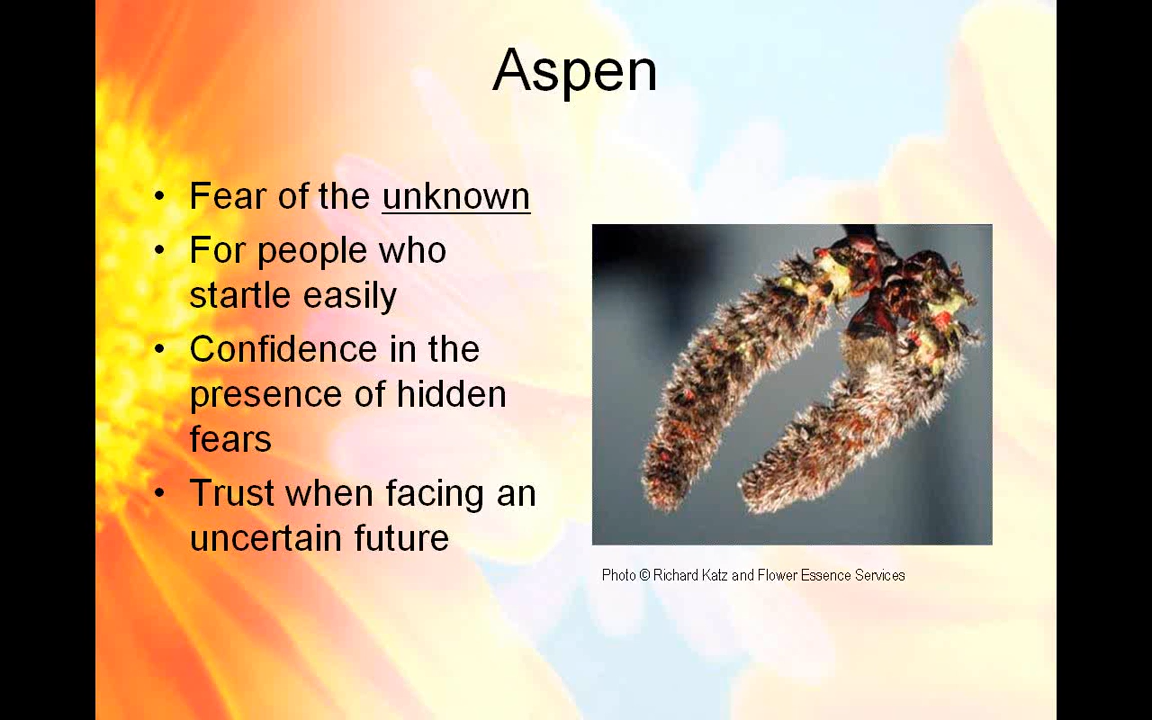 Aspen
• Fear of the unknown
• For people who
startle easily
• Confidence in the
presence of hidden
fears
• Trust when facing an
uncertain future
Photo © Richard Katz and Flower Essence Services